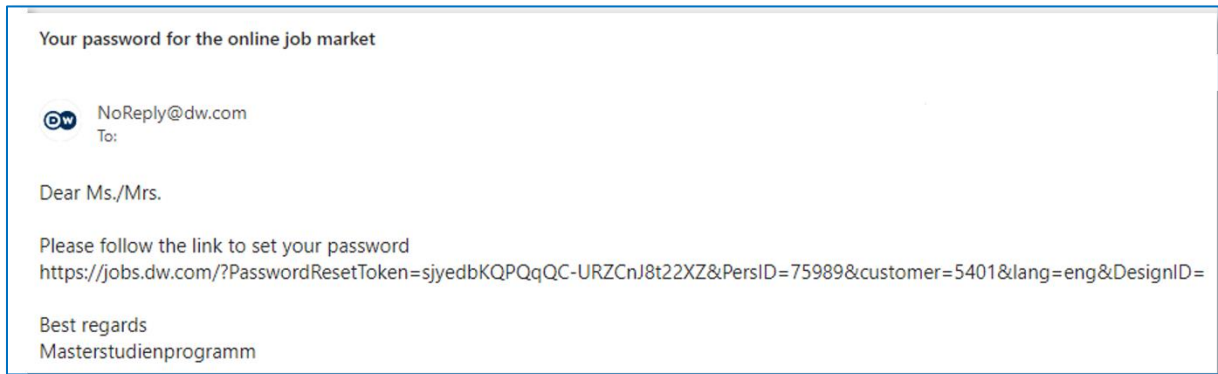 Your password for the online job market
DW
NoReply@dw.com
To:
Dear Ms./Mrs.
Please follow the link to set your password
https://jobs.dw.com/?PasswordResetToken=sjyedbKQPQqQC-URZCnJ8t22XZ&PersID=75989&customer=5401&lang=eng&DesignID=
Best regards
Masterstudienprogramm